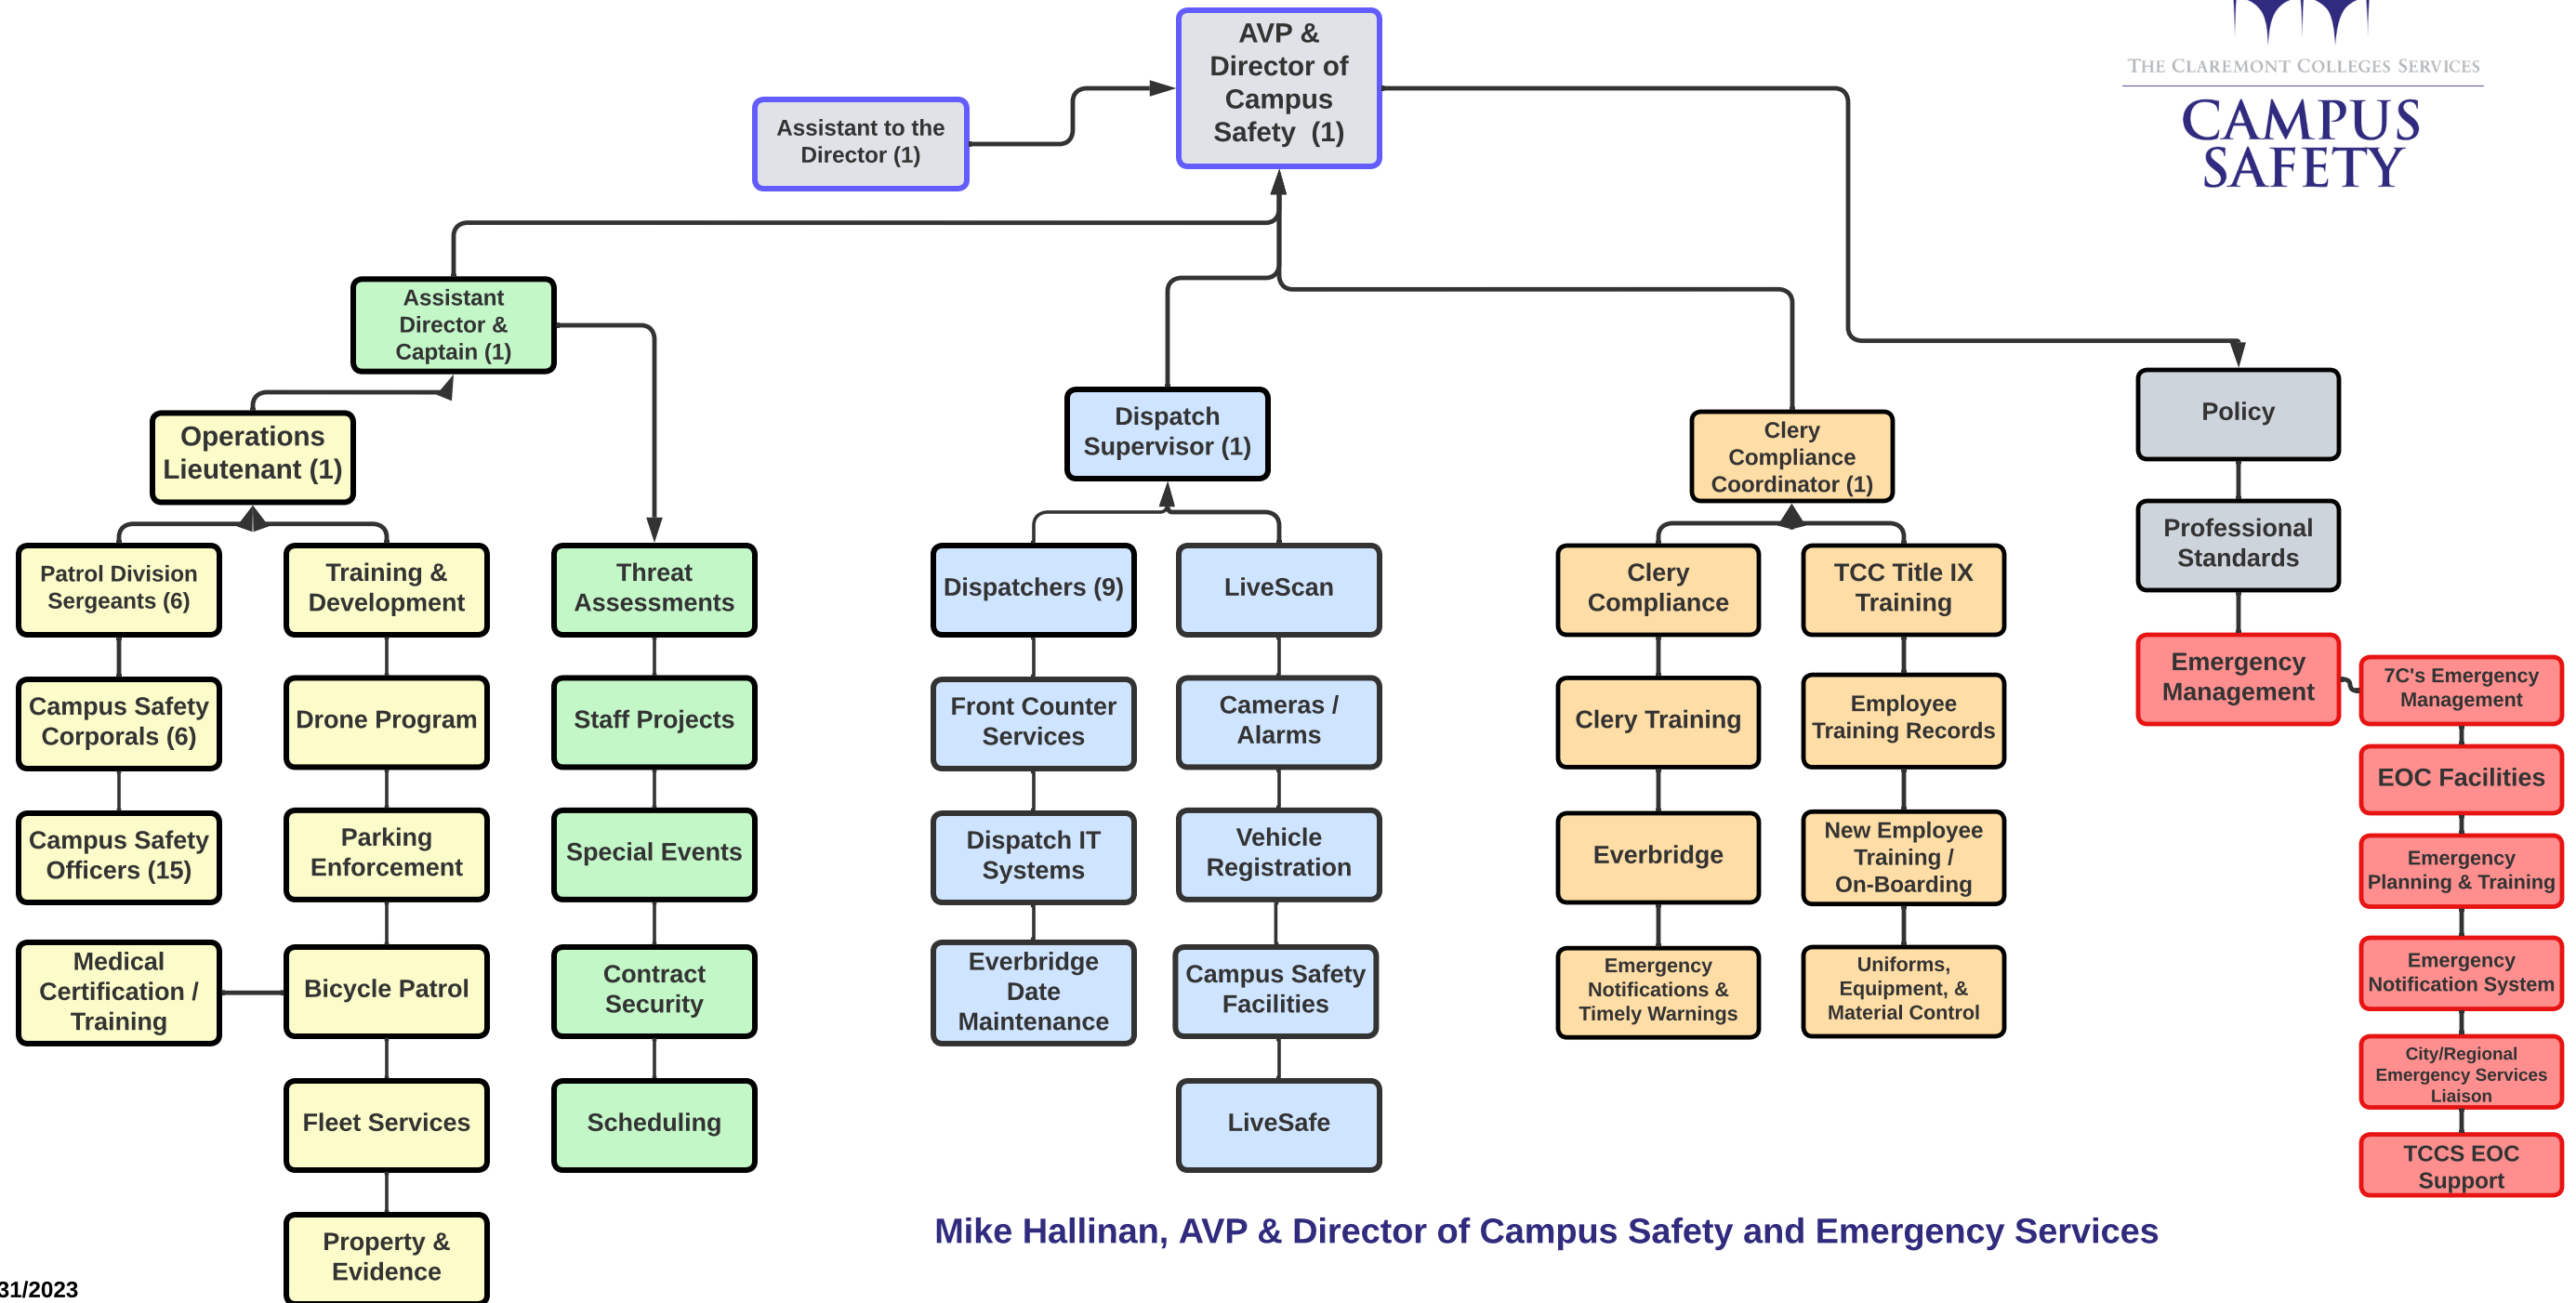 AVP &
Director of
Campus
Safety (1)
THE CLAREMONT COLLEGES SERVICES
CAMPUS
SAFETY
Assistant to the
Director (1)
Assistant
Director &
Captain (1)
Operations
Lieutenant (1)
Dispatch
Supervisor (1)
Clery
Compliance
Coordinator (1)
Policy
Professional
Standards
Patrol Division
Sergeants (6)
Campus Safety
Corporals (6)
Campus Safety
Officers (15)
Medical
Certification /
Training
Training &
Development
Drone Program
Parking
Enforcement
Bicycle Patrol
Fleet Services
Property &
Evidence
Threat
Assessments
Staff Projects
Special Events
Contract
Security
Scheduling
Dispatchers (9)
Front Counter
Services
Dispatch IT
Systems
Everbridge
Date
Maintenance
LiveScan
Cameras /
Alarms
Vehicle
Registration
Campus Safety
Facilities
LiveSafe
Clery
Compliance
Clery Training
Everbridge
Emergency
Notifications &
Timely Warnings
TCC Title IX
Training
Employee
Training Records
New Employee
Training /
On-Boarding
Uniforms,
Equipment, &
Material Control
Emergency
Management
7C's Emergency
Management
EOC Facilities
Emergency
Planning & Training
Emergency
Notification System
City/Regional
Emergency Services
Liaison
TCCS EOC
Support
Mike Hallinan, AVP & Director of Campus Safety and Emergency Services
31/2023